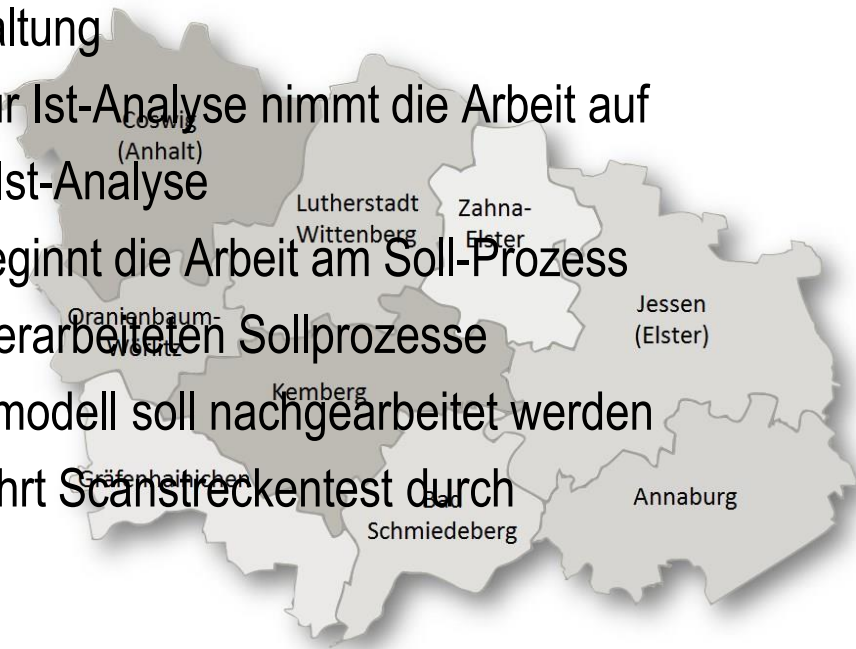 altung
ur Ist-Analyse nimmt die Arbeit auf
Ist-Analyse
eginnt die Arbeit am Soll-Prozess
erarbeiteten Sollprozesse
modell soll nachgearbeitet werden
hrt Scanstreckentest durch
Coswig
(Anhalt)
Lutherstadt
Wittenberg
Zahna-
Elster
Oranienbaum-
Wörlitz
Jessen
(Elster)
Kemberg
Gräfenhainichen
Bad
Schmiedeberg
Annaburg